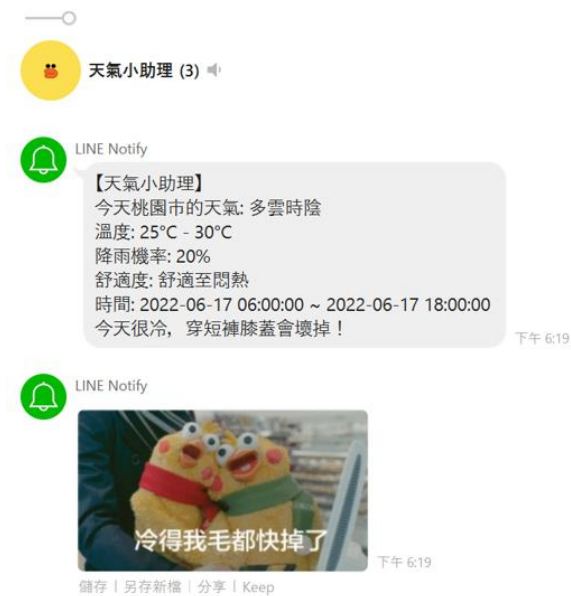 天氣小助理 (3)
LINE Notify
【天氣小助理】
今天桃園市的天氣: 多雲時陰
溫度: 25°C - 30°C
降雨機率: 20%
舒適度: 舒適至悶熱
時間: 2022-06-17 06:00:00 ~ 2022-06-17 18:00:00
今天很冷，穿短褲膝蓋會壞掉！
下午 6:19
LINE Notify
冷得我毛都快掉了
下午 6:19
儲存 | 另存新檔 | 分享 | Keep